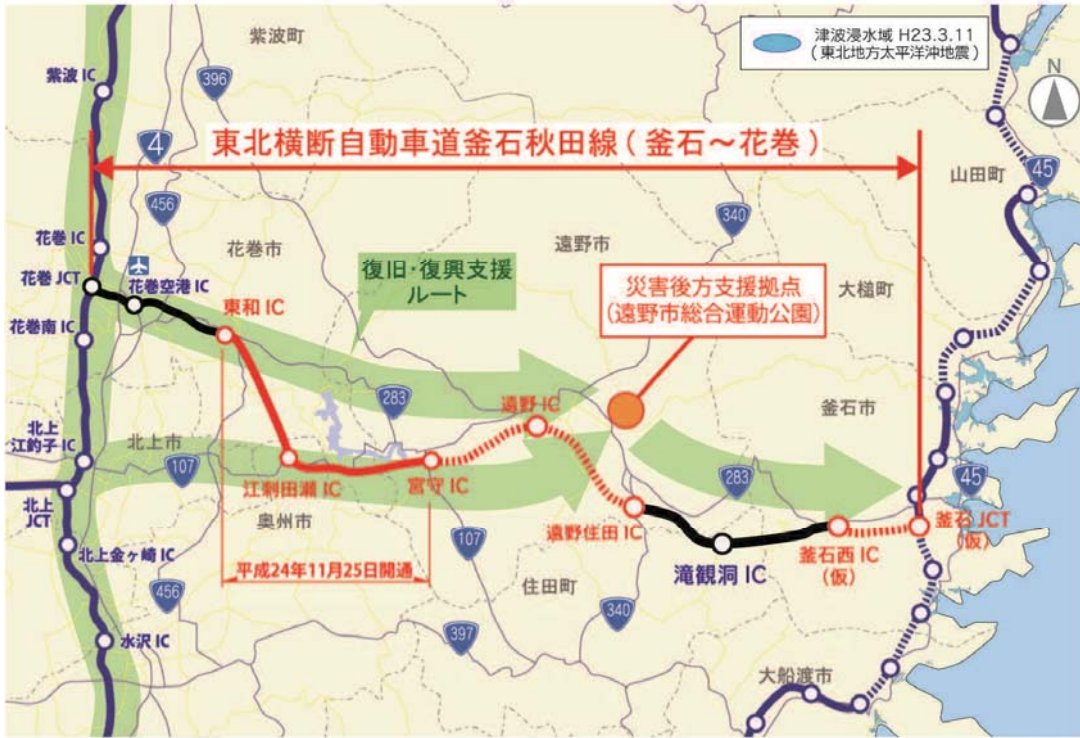 津波浸水域 H23.3.11
(東北地方太平洋沖地震)
N
紫波町
紫波 IC
396
4
東北横断自動車道釜石秋田線(釜石～花巻)
山田町
45
456
340
花巻 IC
花巻市
遠野市
花巻 JCT
花巻空港 IC
復旧・復興支援
ルート
災害後方支援拠点
(遠野市総合運動公園)
大槌町
東和 IC
花巻南 IC
283
遠野 IC
釜石市
北上
江釣子 IC
北上市
107
江刺田瀬 IC
宮守 IC
283
45
北上
JCT
奥州市
遠野住田 IC
釜石西 IC
(仮)
釜石 JCT
(仮)
北上金ヶ崎 IC
107
滝観洞 IC
平成24年11月25日開通
住田町
456
340
397
水沢 IC
大船渡市